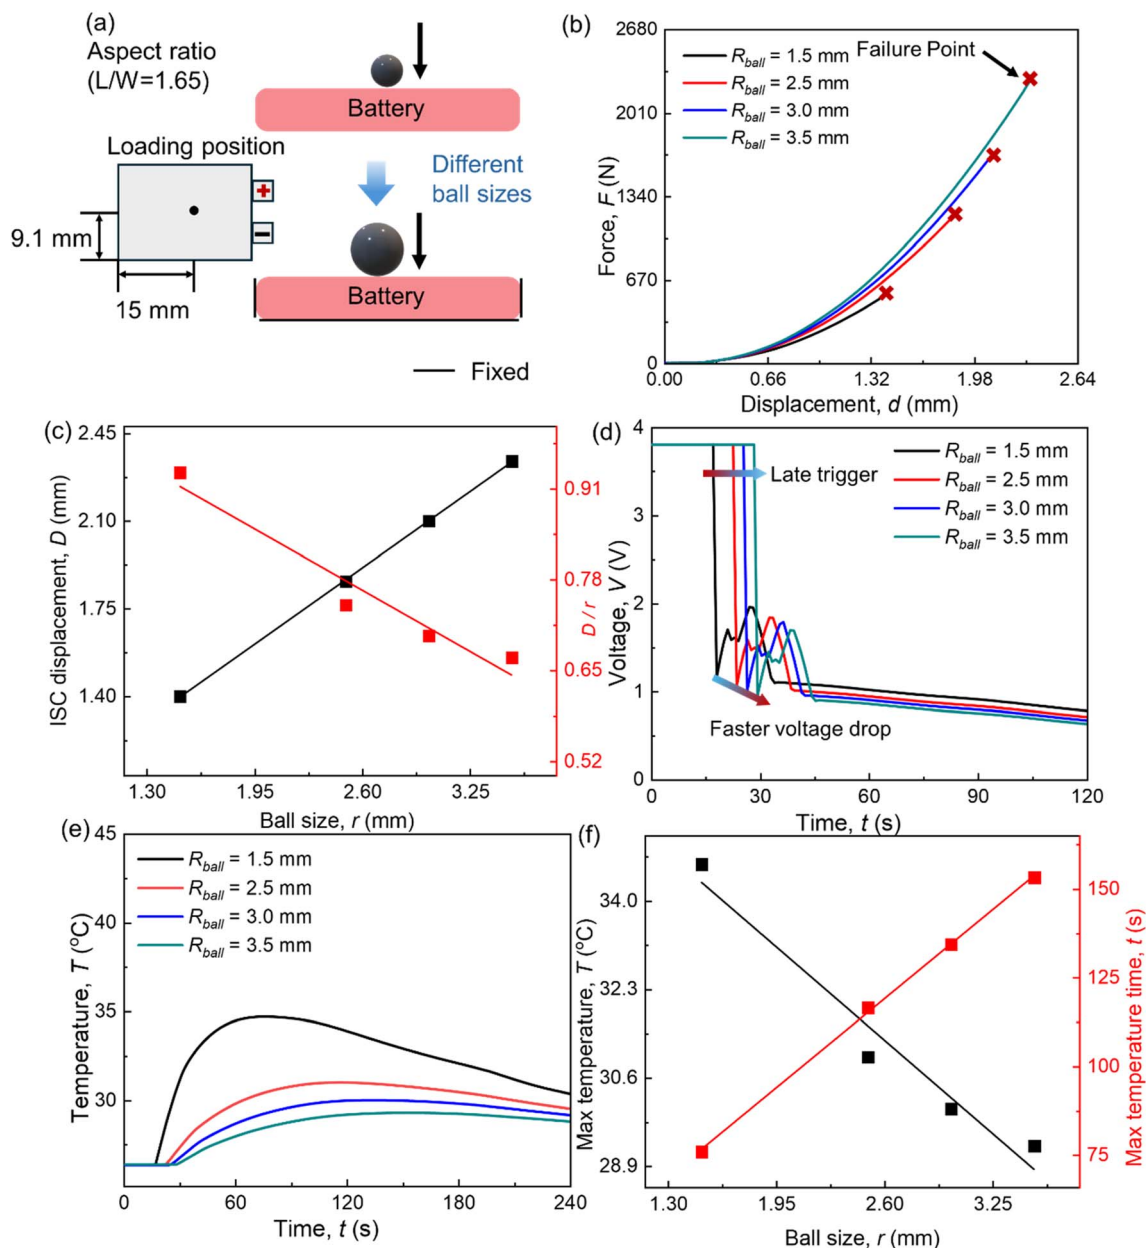 (a)
Aspect ratio
(L/W=1.65)
Battery
Loading position
+
−
9.1 mm
15 mm
Different
ball sizes
Battery
Fixed
(b)
2680
2010
1340
670
0
Force, F (N)
R_ball = 1.5 mm
R_ball = 2.5 mm
R_ball = 3.0 mm
R_ball = 3.5 mm
Failure Point
0.00 0.66 1.32 1.98 2.64
Displacement, d (mm)
(c)
2.45
2.10
1.75
1.40
ISC displacement, D (mm)
0.91
0.78
0.65
0.52
D / r
1.30 1.95 2.60 3.25
Ball size, r (mm)
(d)
4
3
2
1
0
Voltage, V (V)
R_ball = 1.5 mm
R_ball = 2.5 mm
R_ball = 3.0 mm
R_ball = 3.5 mm
Late trigger
Faster voltage drop
0 30 60 90 120
Time, t (s)
(e)
45
40
35
30
Temperature, T (°C)
R_ball = 1.5 mm
R_ball = 2.5 mm
R_ball = 3.0 mm
R_ball = 3.5 mm
0 60 120 180 240
Time, t (s)
(f)
34.0
32.3
30.6
28.9
Max temperature, T (°C)
150
125
100
75
Max temperature time, t (s)
1.30 1.95 2.60 3.25
Ball size, r (mm)